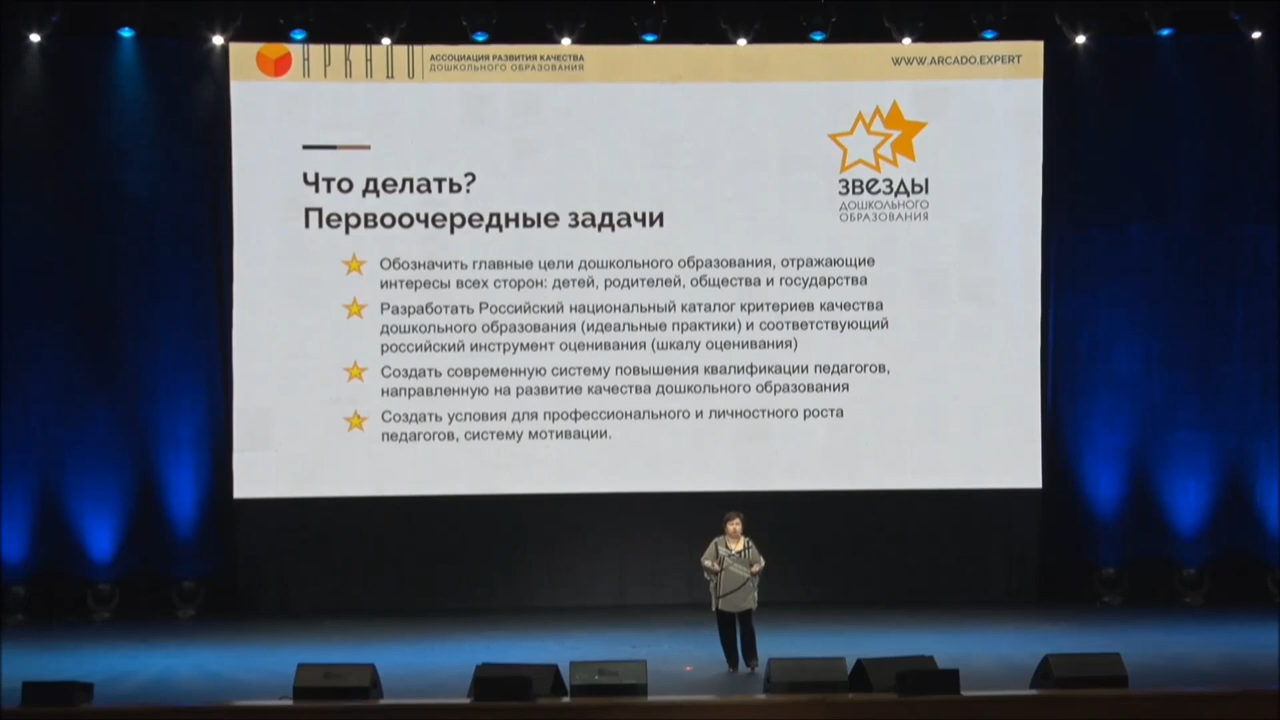 АРКАДО
АССОЦИАЦИЯ РАЗВИТИЯ КАЧЕСТВА
ДОШКОЛЬНОГО ОБРАЗОВАНИЯ
WWW.ARCADO.EXPERT
ЗВЕЗДЫ
ДОШКОЛЬНОГО
ОБРАЗОВАНИЯ
Что делать?
Первоочередные задачи
Обозначить главные цели дошкольного образования, отражающие
интересы всех сторон: детей, родителей, общества и государства
Разработать Российский национальный каталог критериев качества
дошкольного образования (идеальные практики) и соответствующий
российский инструмент оценивания (шкалу оценивания)
Создать современную систему повышения квалификации педагогов,
направленную на развитие качества дошкольного образования
Создать условия для профессионального и личностного роста
педагогов, систему мотивации.